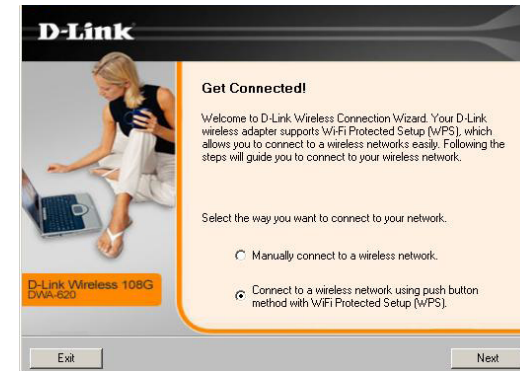 D-Link
Get Connected!
Welcome to D-Link Wireless Connection Wizard. Your D-Link
wireless adapter supports Wi-Fi Protected Setup (WPS), which
allows you to connect to a wireless networks easily. Following the
steps will guide you to connect to your wireless network.
Select the way you want to connect to your network.
Manually connect to a wireless network.
Connect to a wireless network using push button
method with WiFi Protected Setup (WPS).
D-Link Wireless 108G
DWA-620
Exit
Next